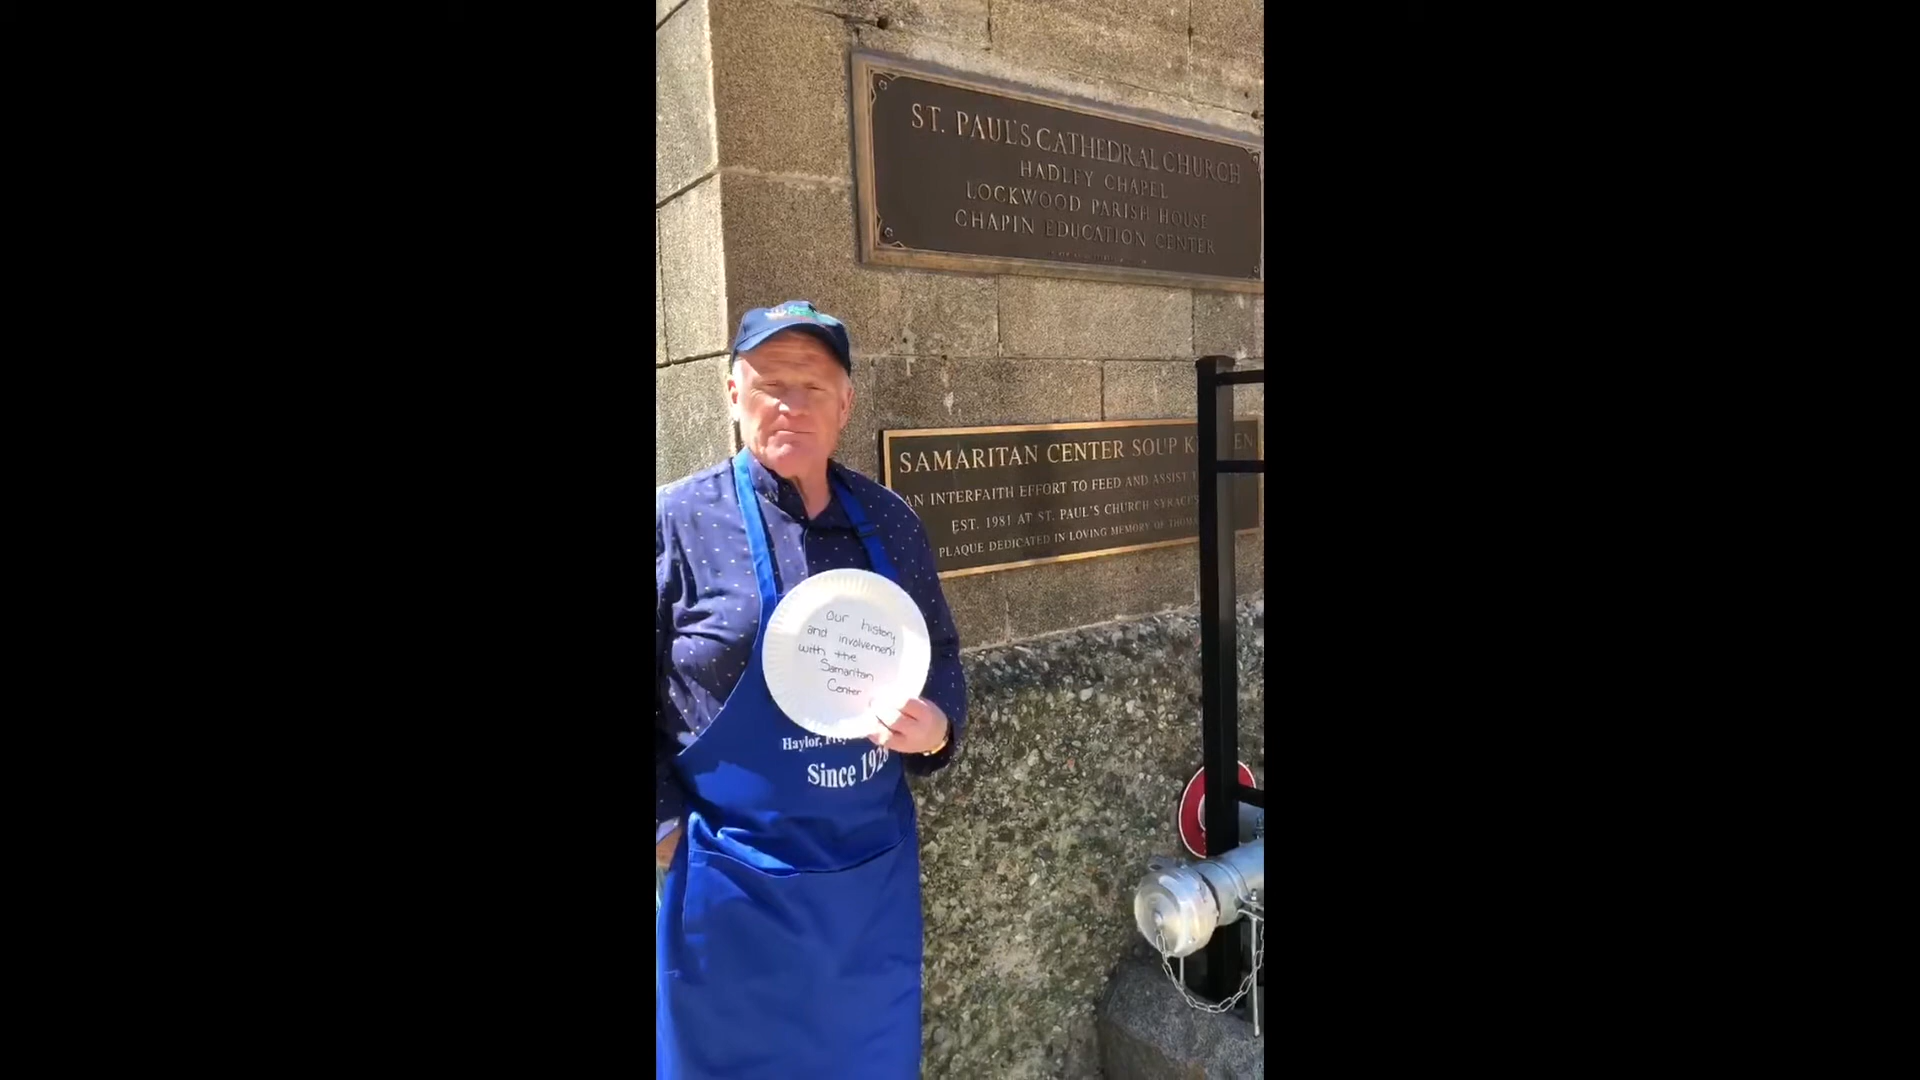 ST. PAUL'S CATHEDRAL CHURCH
HADLEY CHAPEL
LOCKWOOD PARISH HOUSE
CHAPIN EDUCATION CENTER
SAMARITAN CENTER SOUP
AN INTERFAITH EFFORT TO FEED AND ASSIST
EST. 1981 AT ST. PAUL'S CHURCH
PLAQUE DEDICATED IN LOVING MEMORY OF
Our history
and involvement
with the
Samaritan
Center
Haylor,
Since 1928